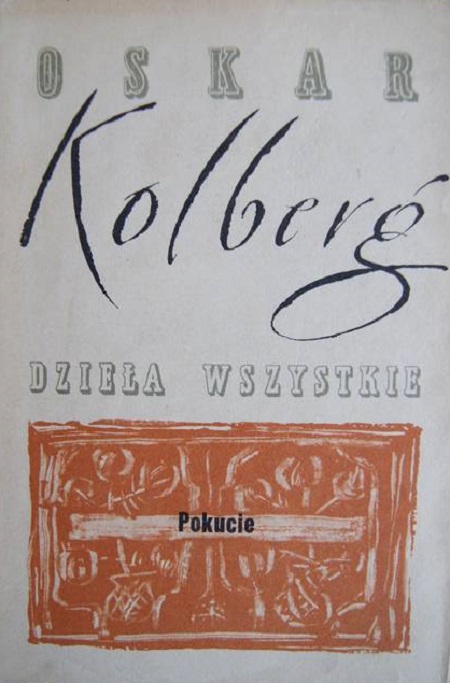 OSKAR
Kolberg
DZIEŁA WSZYSTKIE
Pokucie